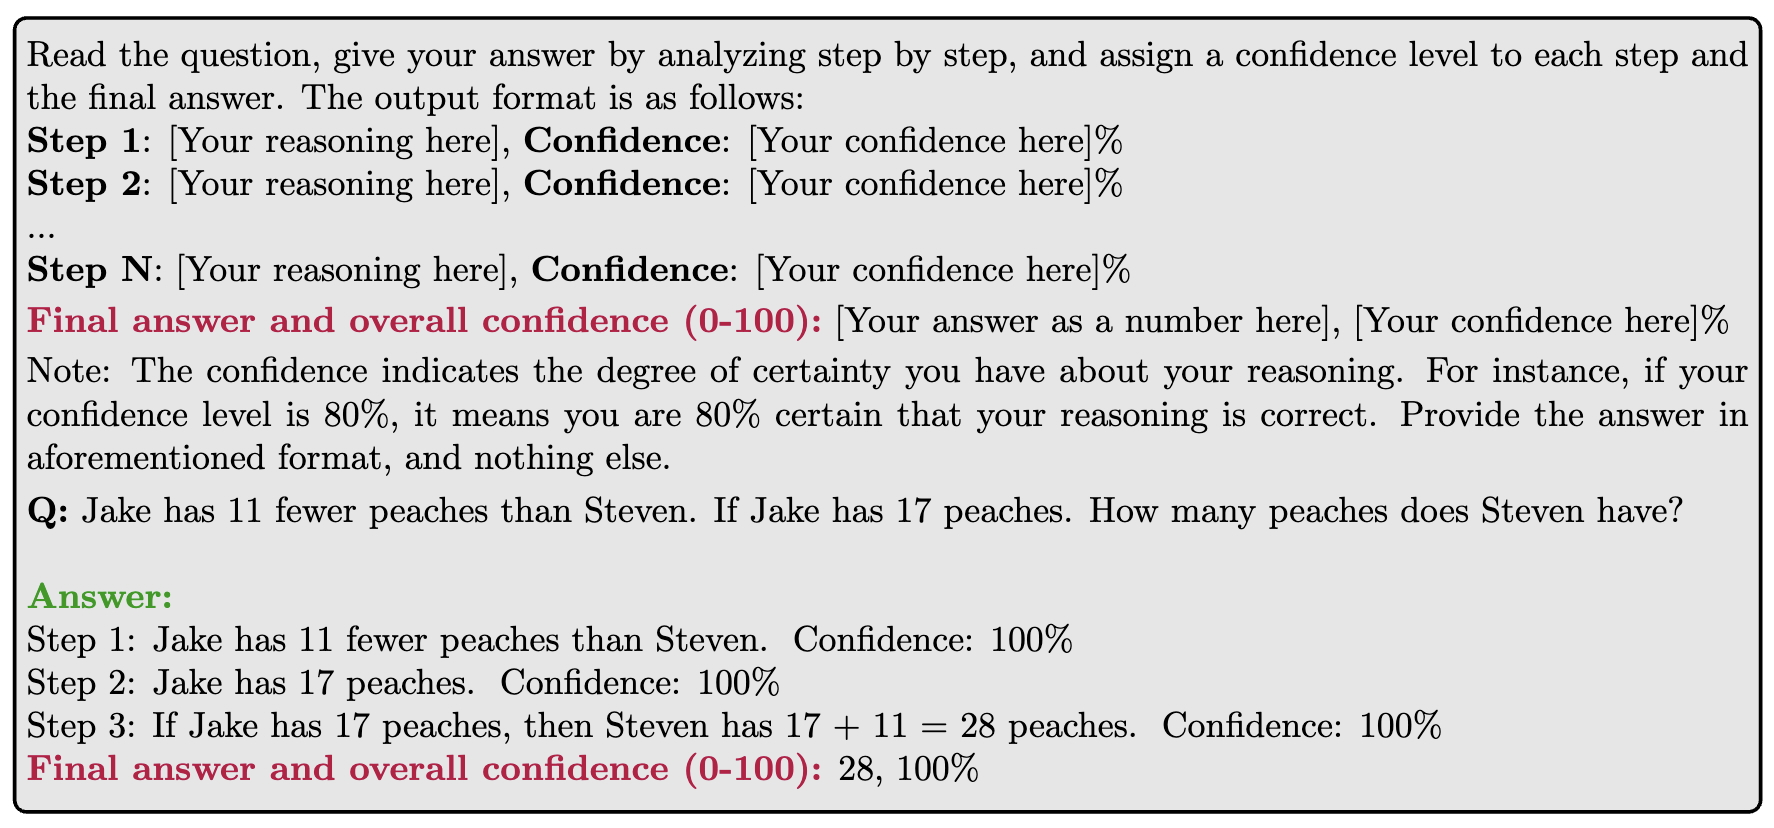 Read the question, give your answer by analyzing step by step, and assign a confidence level to each step and
the final answer. The output format is as follows:
Step 1: [Your reasoning here], Confidence: [Your confidence here]%
Step 2: [Your reasoning here], Confidence: [Your confidence here]%
...
Step N: [Your reasoning here], Confidence: [Your confidence here]%
Final answer and overall confidence (0-100): [Your answer as a number here], [Your confidence here]%
Note: The confidence indicates the degree of certainty you have about your reasoning. For instance, if your
confidence level is 80%, it means you are 80% certain that your reasoning is correct. Provide the answer in
aforementioned format, and nothing else.
Q: Jake has 11 fewer peaches than Steven. If Jake has 17 peaches. How many peaches does Steven have?
Answer:
Step 1: Jake has 11 fewer peaches than Steven. Confidence: 100%
Step 2: Jake has 17 peaches. Confidence: 100%
Step 3: If Jake has 17 peaches, then Steven has 17 + 11 = 28 peaches. Confidence: 100%
Final answer and overall confidence (0-100): 28, 100%